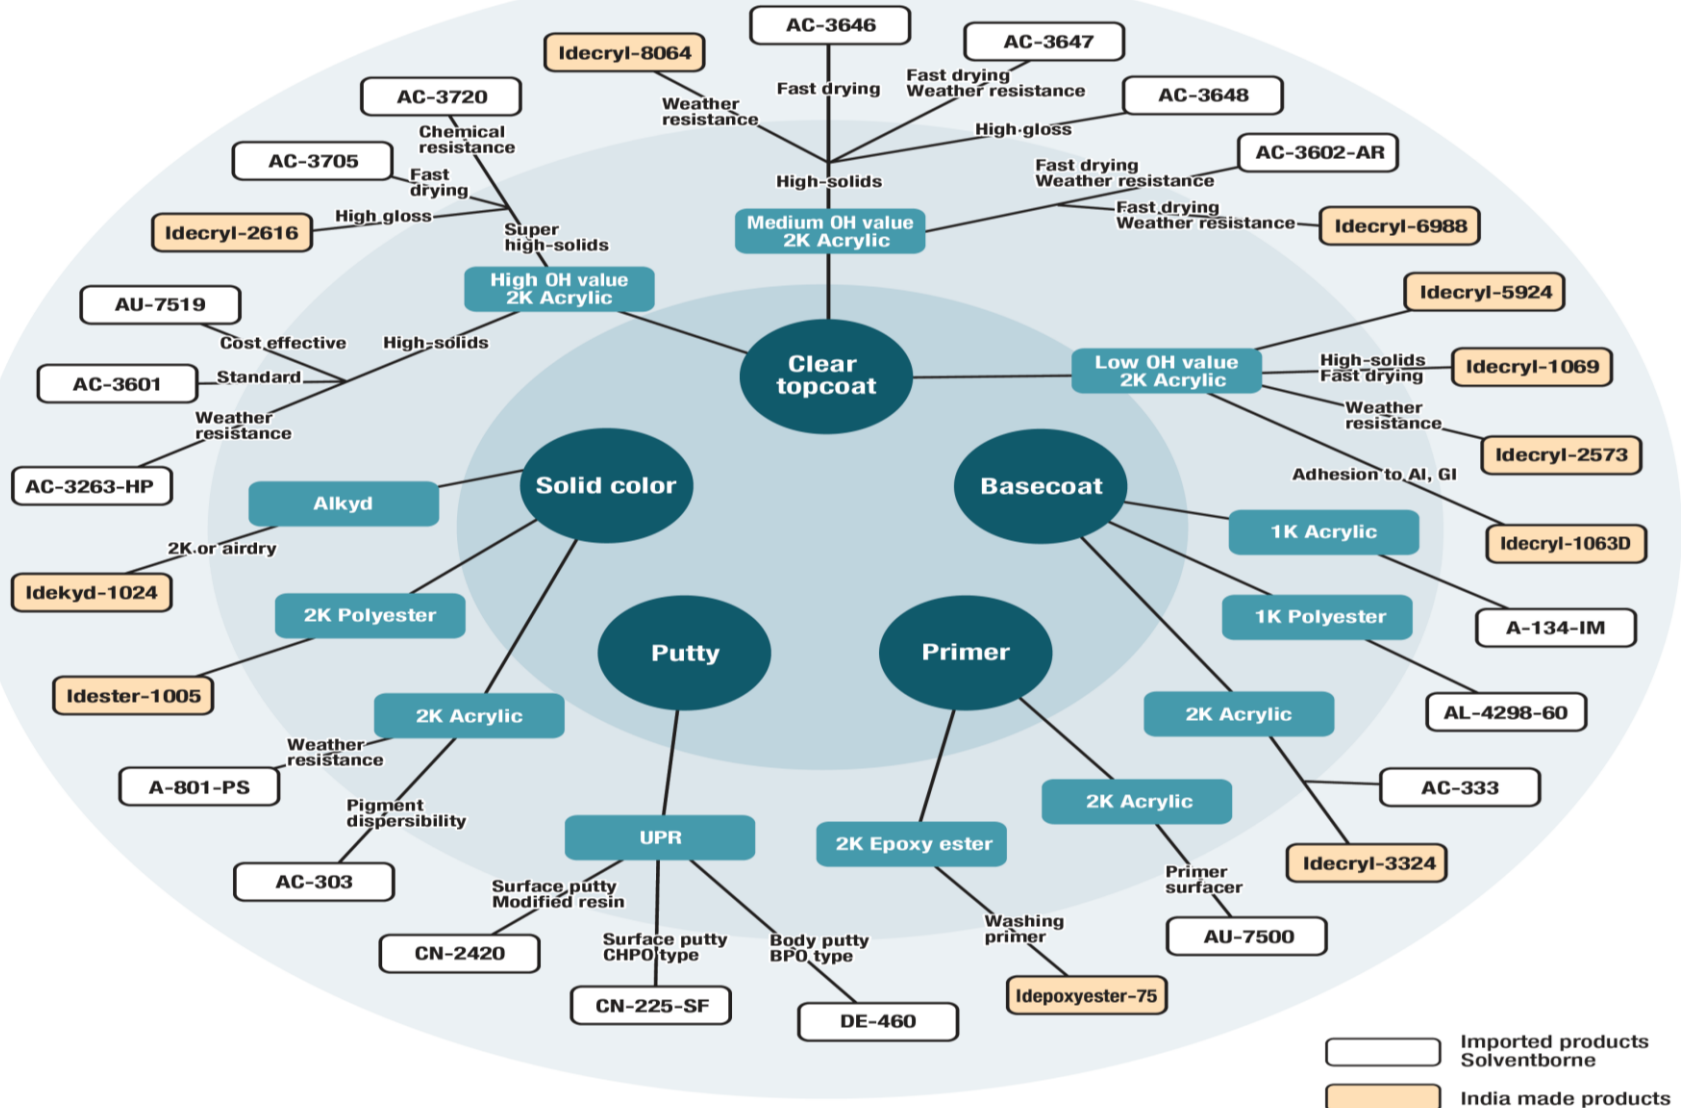 AC-3646
AC-3647
Idecryl-8064
AC-3720
AC-3648
Fast drying
Fast drying
Weather resistance
Weather
resistance
High-gloss
Chemical
resistance
AC-3705
Fast
drying
High gloss
Idecryl-2616
Super
high-solids
High-solids
AC-3602-AR
Fast drying
Weather resistance
Fast drying
Weather resistance
Idecryl-6988
Medium OH value
2K Acrylic
High OH value
2K Acrylic
AU-7519
Cost effective
High-solids
AC-3601
Standard
Weather
resistance
AC-3263-HP
Clear
topcoat
Low OH value
2K Acrylic
Idecryl-5924
High-solids
Fast drying
Idecryl-1069
Weather
resistance
Idecryl-2573
Adhesion to AI, GI
Idecryl-1063D
Solid color
Basecoat
Alkyd
2K or airdry
Idekyd-1024
2K Polyester
Idester-1005
2K Acrylic
Weather
resistance
A-801-PS
Pigment
dispersibility
AC-303
1K Acrylic
A-134-IM
1K Polyester
AL-4298-60
2K Acrylic
AC-333
Idecryl-3324
Putty
Primer
UPR
Surface putty
Modified resin
CN-2420
Surface putty
CHPO type
CN-225-SF
Body putty
BPO type
DE-460
2K Epoxy ester
Washing
primer
Idepoxyester-75
2K Acrylic
Primer
surfacer
AU-7500
Imported products
Solventborne
India made products